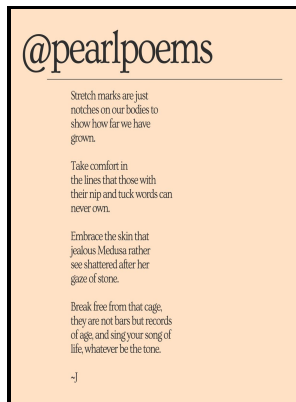 @pearlpoems
Stretch marks are just
notches on our bodies to
show how far we have
grown.
Take comfort in
the lines that those with
their nip and tuck words can
never own.
Embrace the skin that
jealous Medusa rather
see shattered after her
gaze of stone.
Break free from that cage,
they are not bars but records
of age, and sing your song of
life, whatever be the tone.
~J